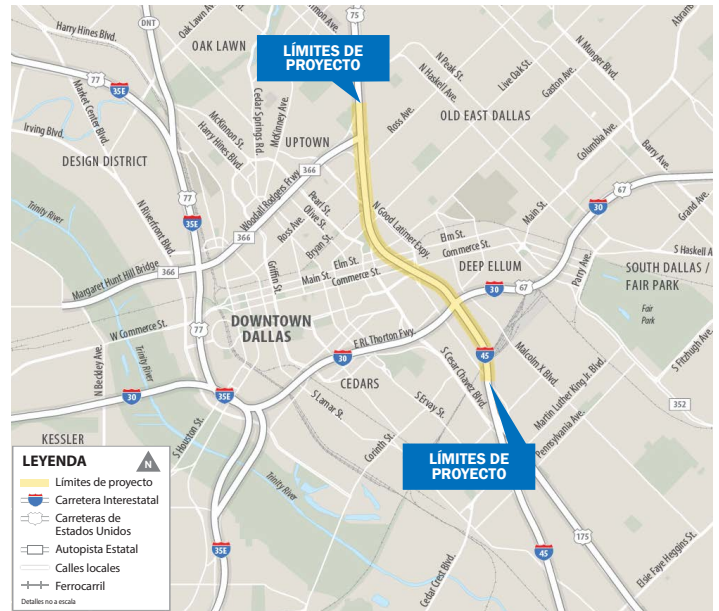 Harry Hines Blvd.
DNT
OAK LAWN
75
Lemmon Ave.
Abrams
N Munger Blvd.
LÍMITES DE
PROYECTO
N Peak St.
N Haskell Ave.
Live Oak St.
Gaston Ave.
77
35E
Market Center Blvd.
Cedar Springs Rd.
McKinney Ave.
Ross Ave.
OLD EAST DALLAS
Columbia Ave.
Irving Blvd.
McKinnon St.
Harry Hines Blvd.
UPTOWN
Barry Ave.
DESIGN DISTRICT
366
Woodall Rodgers Frwy
67
30
Grand Ave.
77
Trinity River
N Riverfront Blvd.
35E
366
Pearl St.
Olive St.
Ross Ave.
Bryan St.
N Good Latimer Expy.
Main St.
Elm St.
Commerce St.
S Haskell A
Margaret Hunt Hill Bridge
366
Griffin St.
Elm St.
Main St.
Commerce St.
DEEP ELLUM
Parry Ave.
SOUTH DALLAS /
FAIR PARK
30
67
Fair
Park
W Commerce St.
77
DOWNTOWN
DALLAS
E RL Thorton Fwy.
S Fitzhugh Ave.
N Beckley Ave.
Trinity River
30
45
Malcolm X Blvd.
S Cesar Chavez Blvd.
CEDARS
30
35E
S Lamar St.
S Ervay St.
Martin Luther King Jr. Blvd.
Pennsylvania Ave.
352
KESSLER
S Houston St.
Corinth St.
LÍMITES DE
PROYECTO
Trinity River
35E
45
175
Cedar Crest Blvd.
Elsie Faye Heggins St.
LEYENDA
N
Límites de proyecto
Carretera Interestatal
Carreteras de
Estados Unidos
Autopista Estatal
Calles locales
Ferrocarril
Detalles no a escala